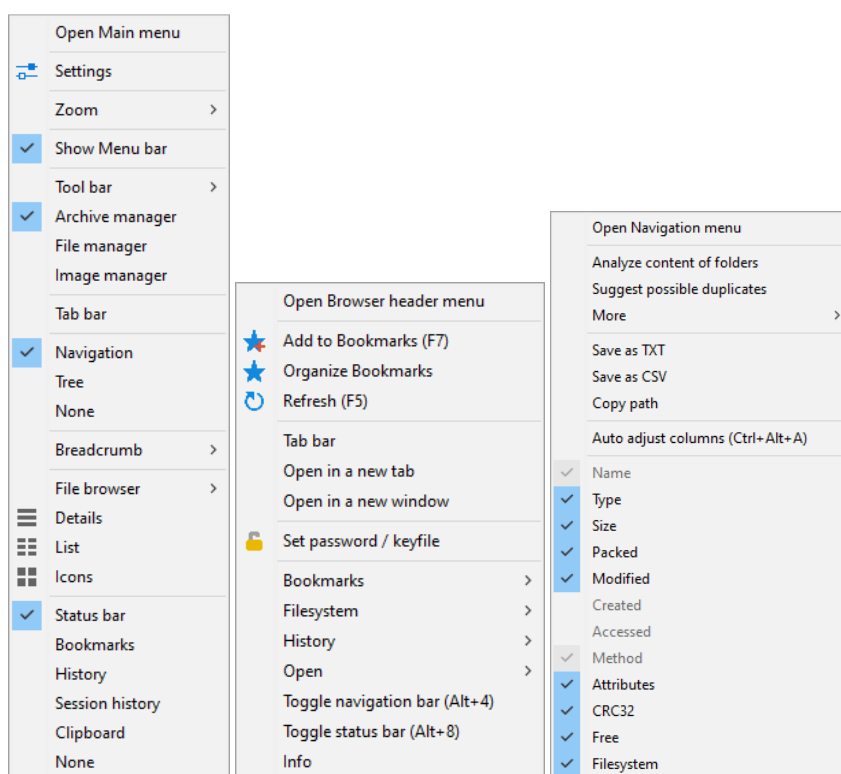 Open Main menu
Settings
Zoom
Show Menu bar
Tool bar
Archive manager
File manager
Image manager
Tab bar
Navigation
Tree
None
Breadcrumb
File browser
Details
List
Icons
Status bar
Bookmarks
History
Session history
Clipboard
None
Open Browser header menu
Add to Bookmarks (F7)
Organize Bookmarks
Refresh (F5)
Tab bar
Open in a new tab
Open in a new window
Set password / keyfile
Bookmarks
Filesystem
History
Open
Toggle navigation bar (Alt+4)
Toggle status bar (Alt+8)
Info
Open Navigation menu
Analyze content of folders
Suggest possible duplicates
More
Save as TXT
Save as CSV
Copy path
Auto adjust columns (Ctrl+Alt+A)
Name
Type
Size
Packed
Modified
Created
Accessed
Method
Attributes
CRC32
Free
Filesystem